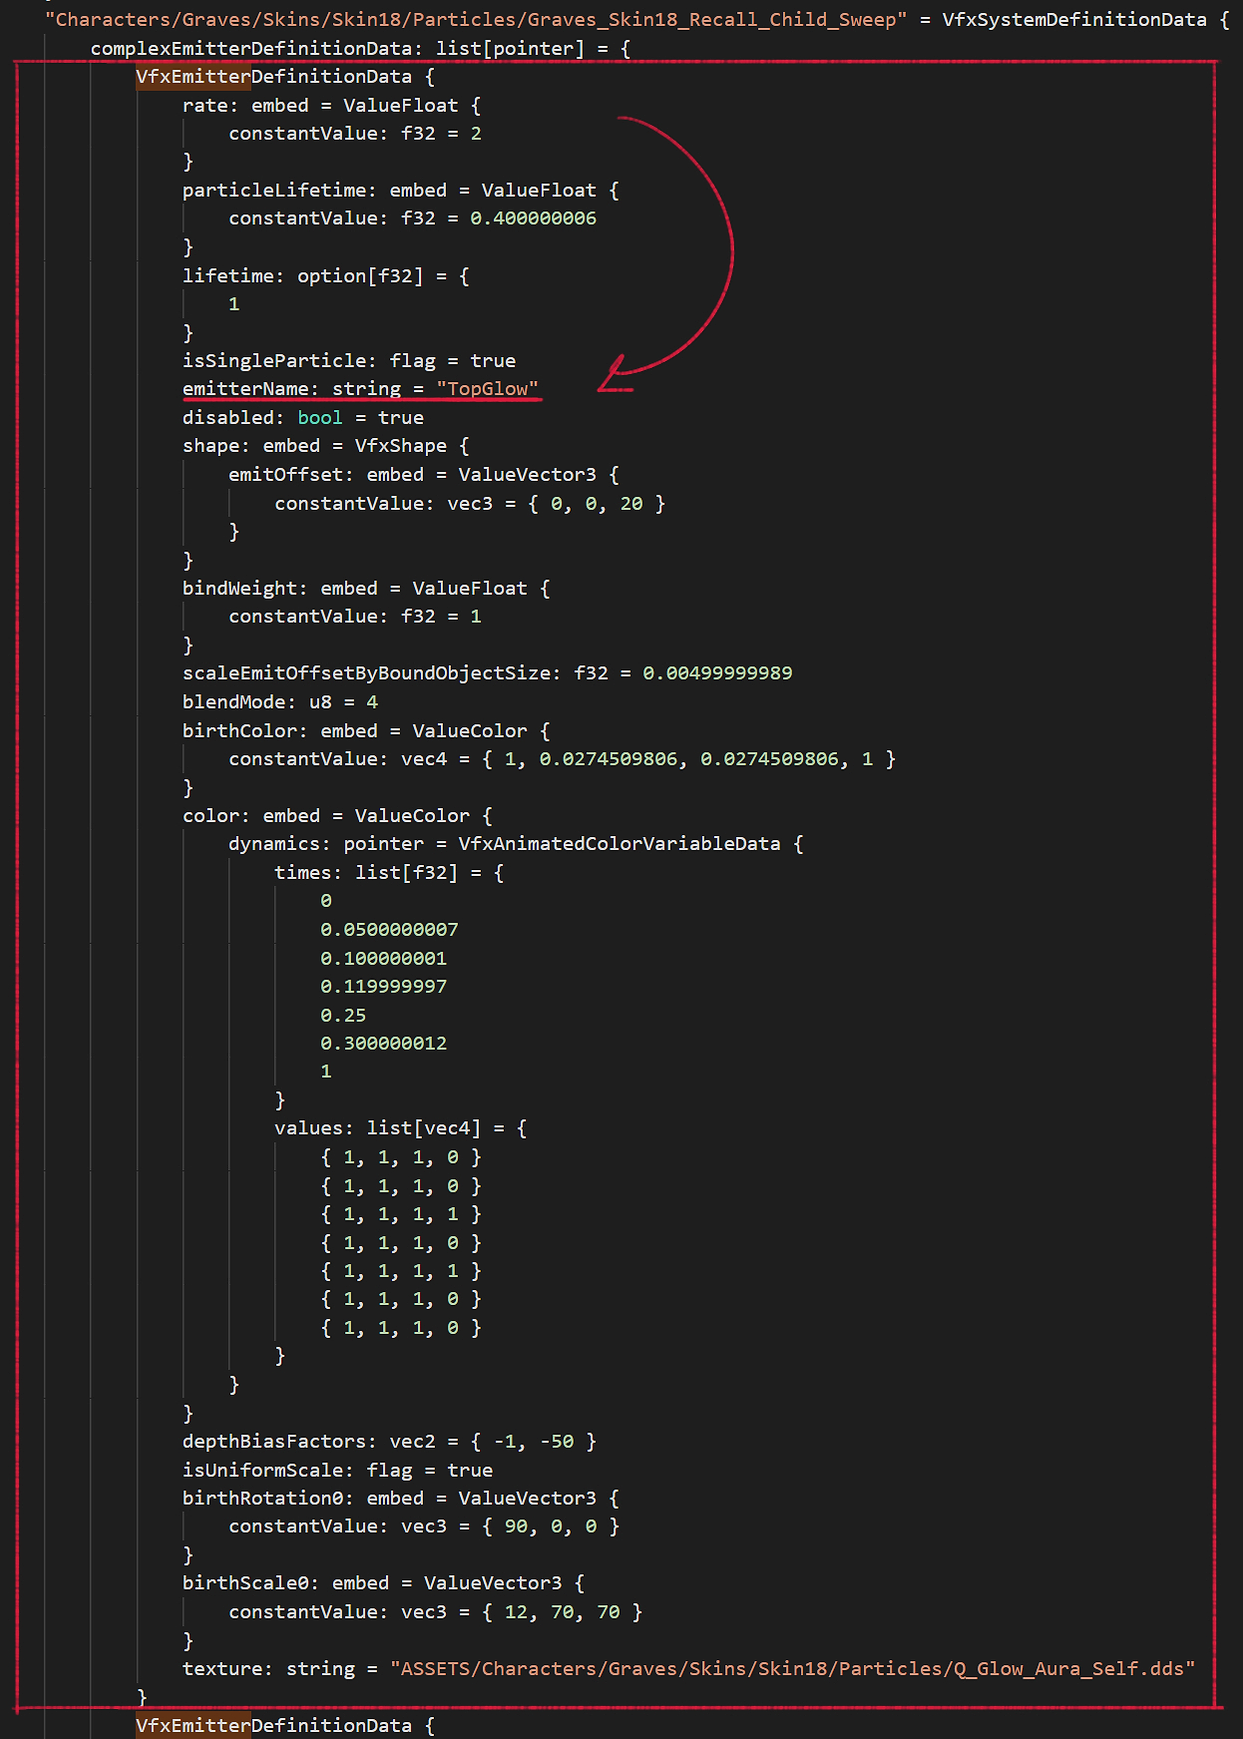 "Characters/Graves/Skins/Skin18/Particles/Graves_Skin18_Recall_Child_Sweep" = VfxSystemDefinitionData {
complexEmitterDefinitionData: list[pointer] = {
VfxEmitterDefinitionData {
rate: embed = ValueFloat {
constantValue: f32 = 2
}
particleLifetime: embed = ValueFloat {
constantValue: f32 = 0.400000006
}
lifetime: option[f32] = {
1
}
isSingleParticle: flag = true
emitterName: string = "TopGlow"
disabled: bool = true
shape: embed = VfxShape {
emitOffset: embed = ValueVector3 {
constantValue: vec3 = { 0, 0, 20 }
}
}
bindWeight: embed = ValueFloat {
constantValue: f32 = 1
}
scaleEmitOffsetByBoundObjectSize: f32 = 0.00499999989
blendMode: u8 = 4
birthColor: embed = ValueColor {
constantValue: vec4 = { 1, 0.0274509806, 0.0274509806, 1 }
}
color: embed = ValueColor {
dynamics: pointer = VfxAnimatedColorVariableData {
times: list[f32] = {
0
0.0500000007
0.100000001
0.119999997
0.25
0.300000012
1
}
values: list[vec4] = {
{ 1, 1, 1, 0 }
{ 1, 1, 1, 0 }
{ 1, 1, 1, 1 }
{ 1, 1, 1, 0 }
{ 1, 1, 1, 1 }
{ 1, 1, 1, 0 }
{ 1, 1, 1, 0 }
}
}
}
depthBiasFactors: vec2 = { -1, -50 }
isUniformScale: flag = true
birthRotation0: embed = ValueVector3 {
constantValue: vec3 = { 90, 0, 0 }
}
birthScale0: embed = ValueVector3 {
constantValue: vec3 = { 12, 70, 70 }
}
texture: string = "ASSETS/Characters/Graves/Skins/Skin18/Particles/Q_Glow_Aura_Self.dds"
}
VfxEmitterDefinitionData {